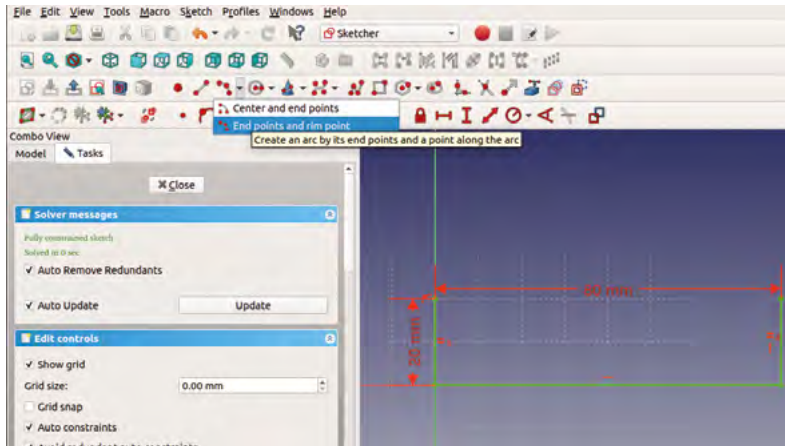 File Edit View Tools Macro Sketch Profiles Windows Help
Sketcher
Center and end points
End points and rim point
Create an arc by its end points and a point along the arc
Combo View
Model Tasks
Close
Solver messages
Fully constrained sketch
Solved in 0 sec
Auto Remove Redundants
Auto Update Update
Edit controls
Show grid
Grid size: 0.00 mm
Grid snap
Auto constraints
mm
mm